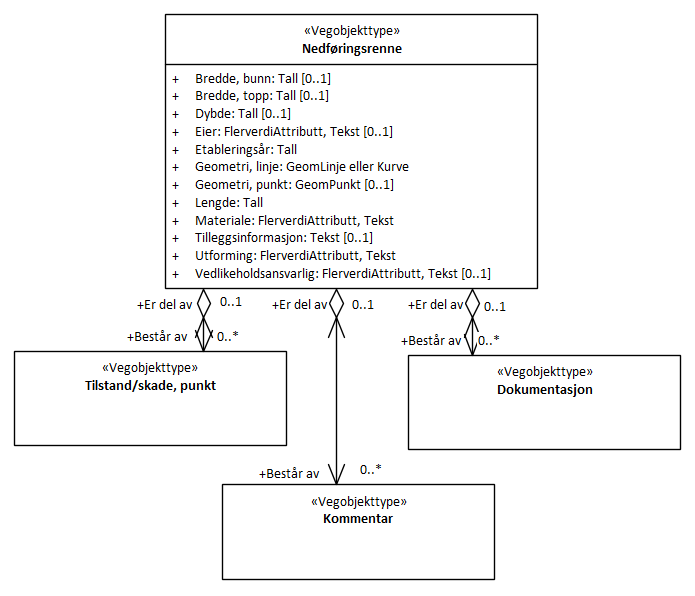 «Vegobjekttype»
Nedføringsrenne
+ Bredde, bunn: Tall [0..1]
+ Bredde, topp: Tall [0..1]
+ Dybde: Tall [0..1]
+ Eier: FlerverdiAttributt, Tekst [0..1]
+ Etableringsår: Tall
+ Geometri, linje: GeomLinje eller Kurve
+ Geometri, punkt: GeomPunkt [0..1]
+ Lengde: Tall
+ Materiale: FlerverdiAttributt, Tekst
+ Tilleggsinformasjon: Tekst [0..1]
+ Utforming: FlerverdiAttributt, Tekst
+ Vedlikeholdsansvarlig: FlerverdiAttributt, Tekst [0..1]
+Er del av 0..1
+Er del av 0..1
+Er del av 0..1
+Består av 0..*
+Består av 0..*
«Vegobjekttype»
Tilstand/skade, punkt
«Vegobjekttype»
Dokumentasjon
+Består av 0..*
«Vegobjekttype»
Kommentar